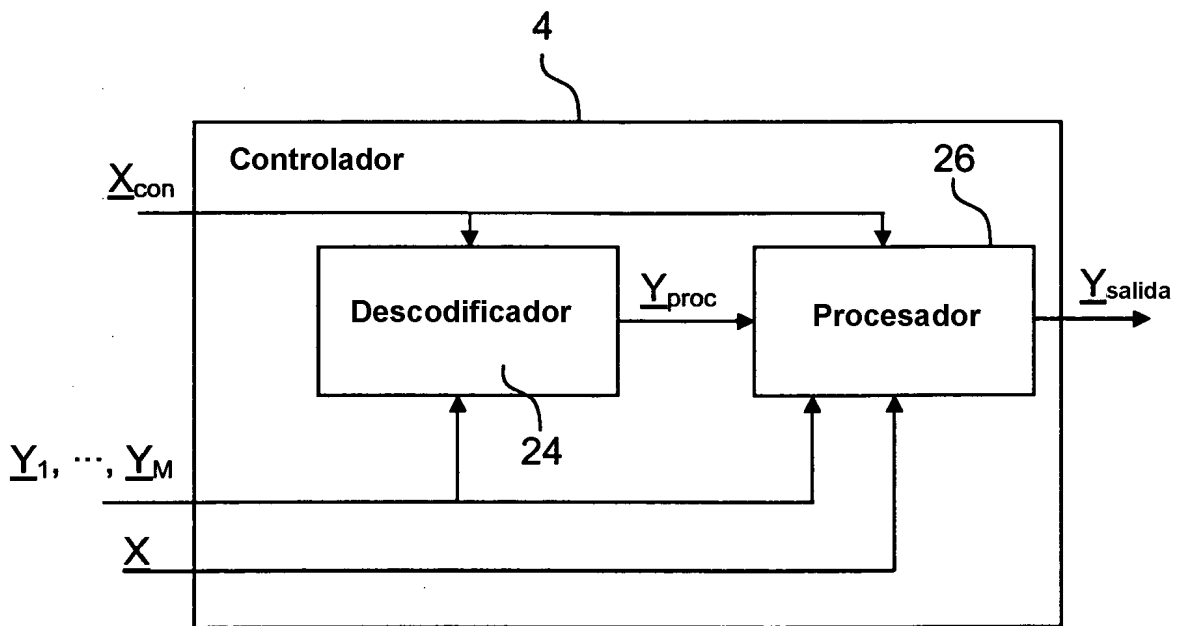 4
Controlador
26
X_con
Descodificador
Y_proc
Procesador
Y_salida
24
Y_1, ..., Y_M
X